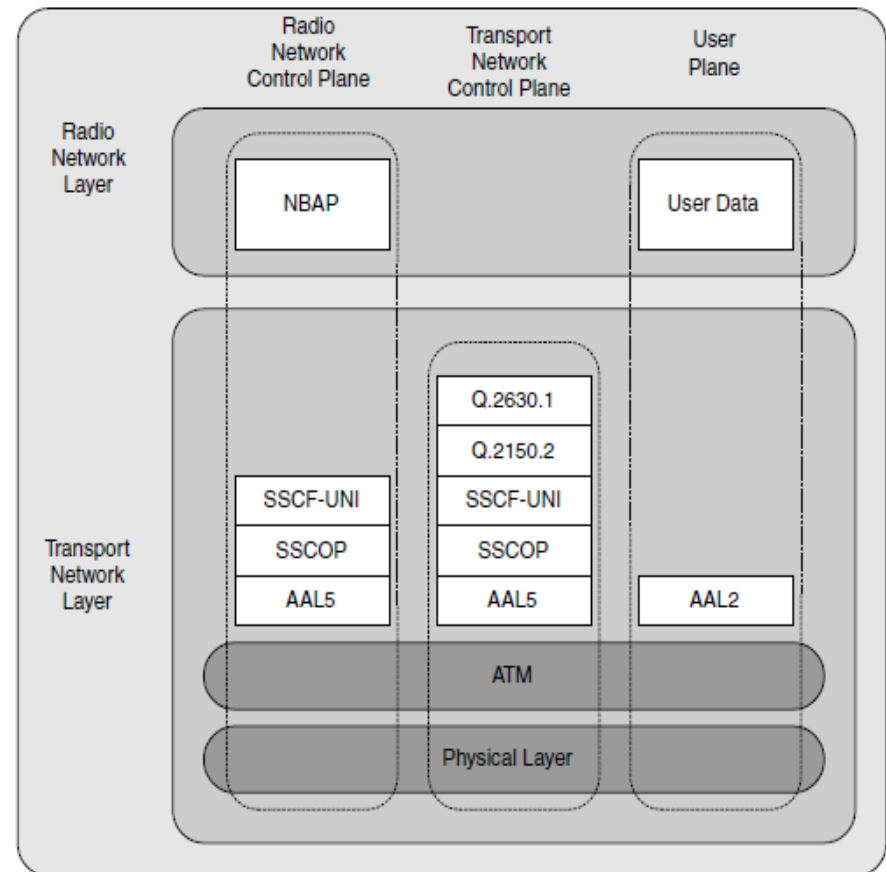 Radio
Network
Control Plane
Transport
Network
Control Plane
User
Plane
Radio
Network
Layer
NBAP
User Data
Transport
Network
Layer
SSCF-UNI
SSCOP
AAL5
Q.2630.1
Q.2150.2
SSCF-UNI
SSCOP
AAL5
AAL2
ATM
Physical Layer